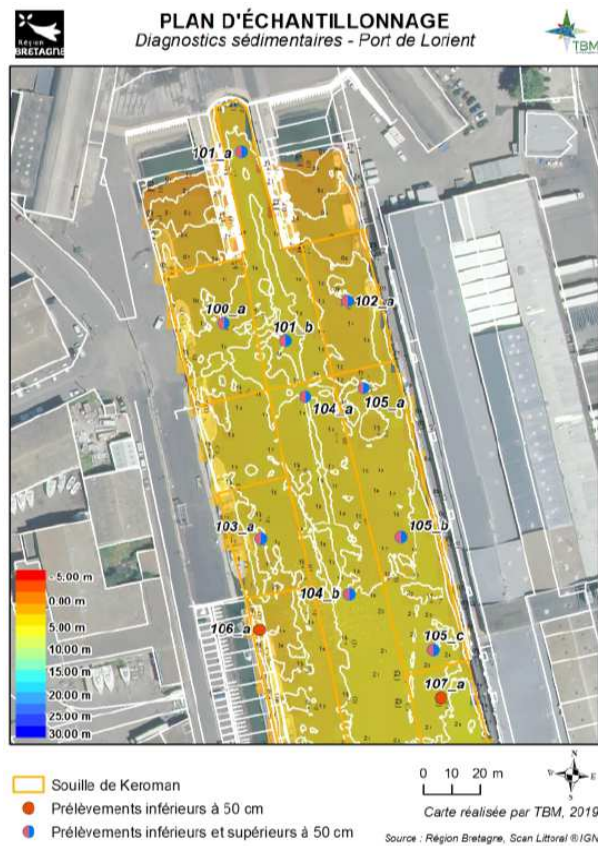 Région
BRETAGNE
PLAN D'ÉCHANTILLONNAGE
Diagnostics sédimentaires - Port de Lorient
TBM
101_a
100_a
102_a
101_b
104_a
105_a
103_a
105_b
104_b
106_a
105_c
107_a
-5.00 m
0.00 m
5.00 m
10.00 m
15.00 m
20.00 m
25.00 m
30.00 m
Souille de Keroman
Prélèvements inférieurs à 50 cm
Prélèvements inférieurs et supérieurs à 50 cm
0 10 20 m
N
W
E
S
Carte réalisée par TBM, 2019
Source : Région Bretagne, Scan Littoral ® IGN